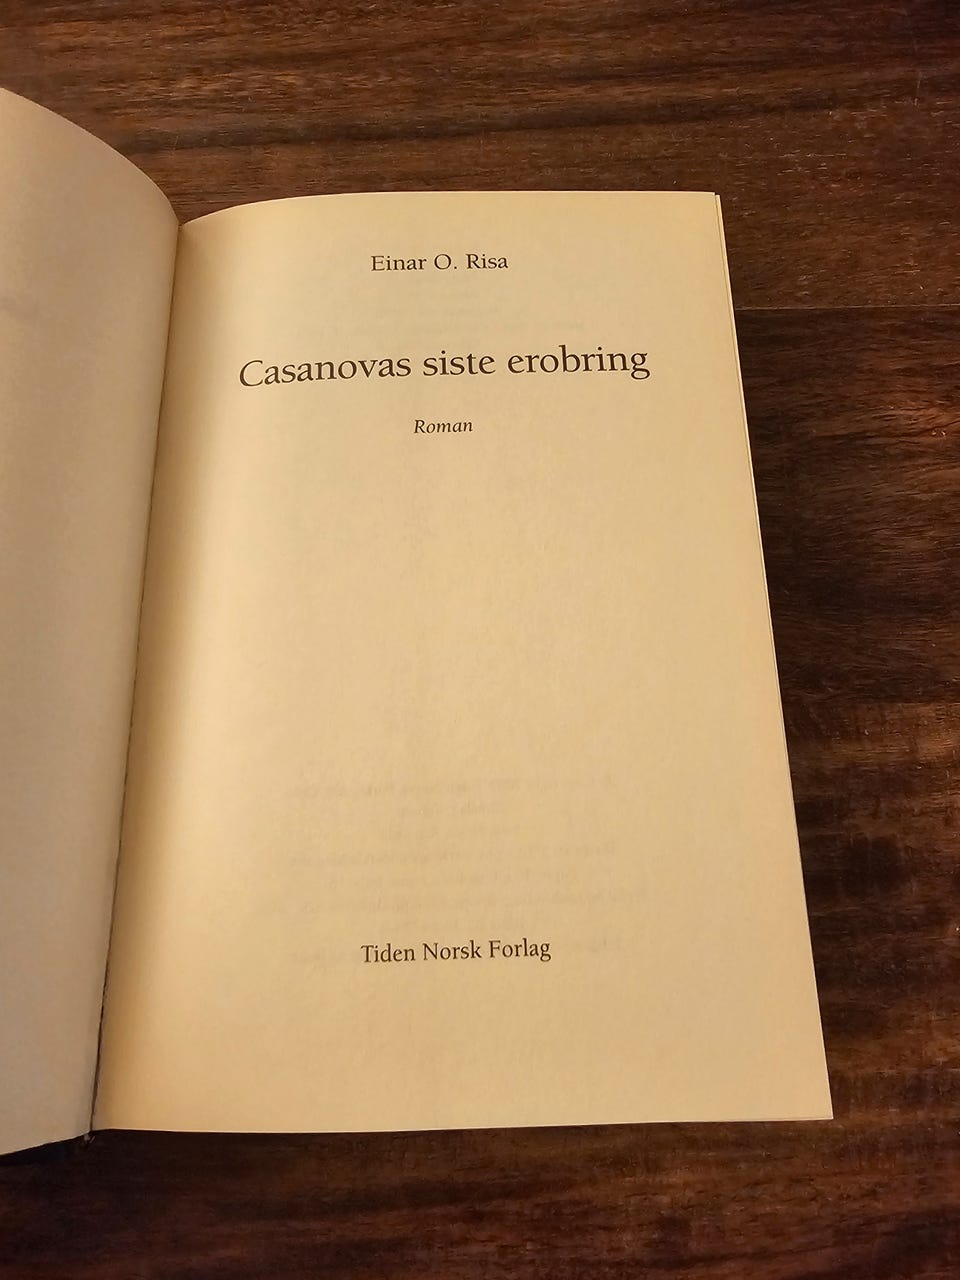 Einar O. Risa
Casanovas siste erobring
Roman
Tiden Norsk Forlag